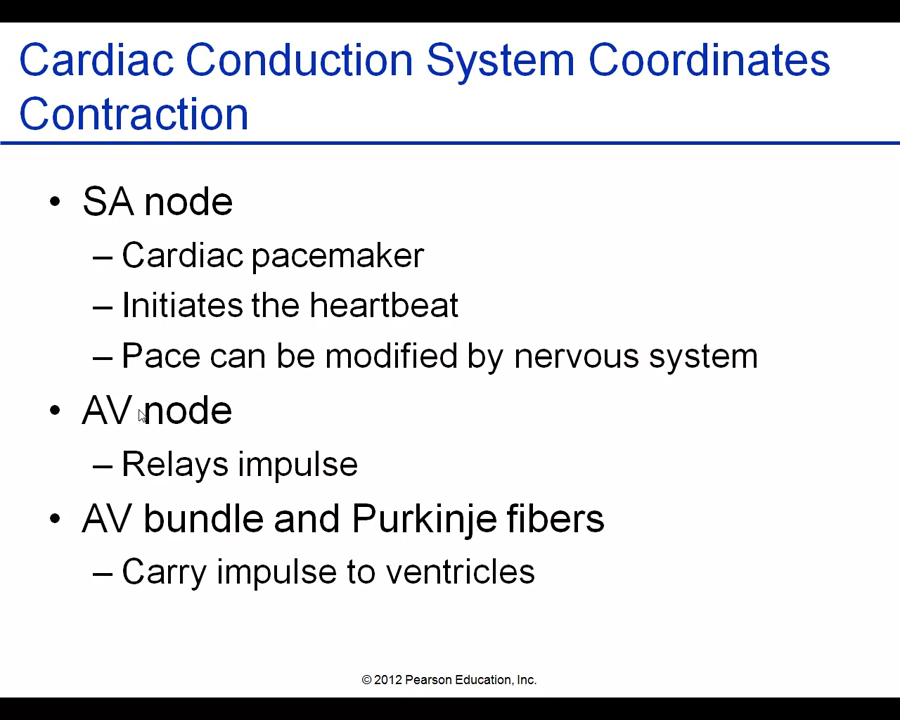 Cardiac Conduction System Coordinates
Contraction
• SA node
– Cardiac pacemaker
– Initiates the heartbeat
– Pace can be modified by nervous system
• AV node
– Relays impulse
• AV bundle and Purkinje fibers
– Carry impulse to ventricles
© 2012 Pearson Education, Inc.